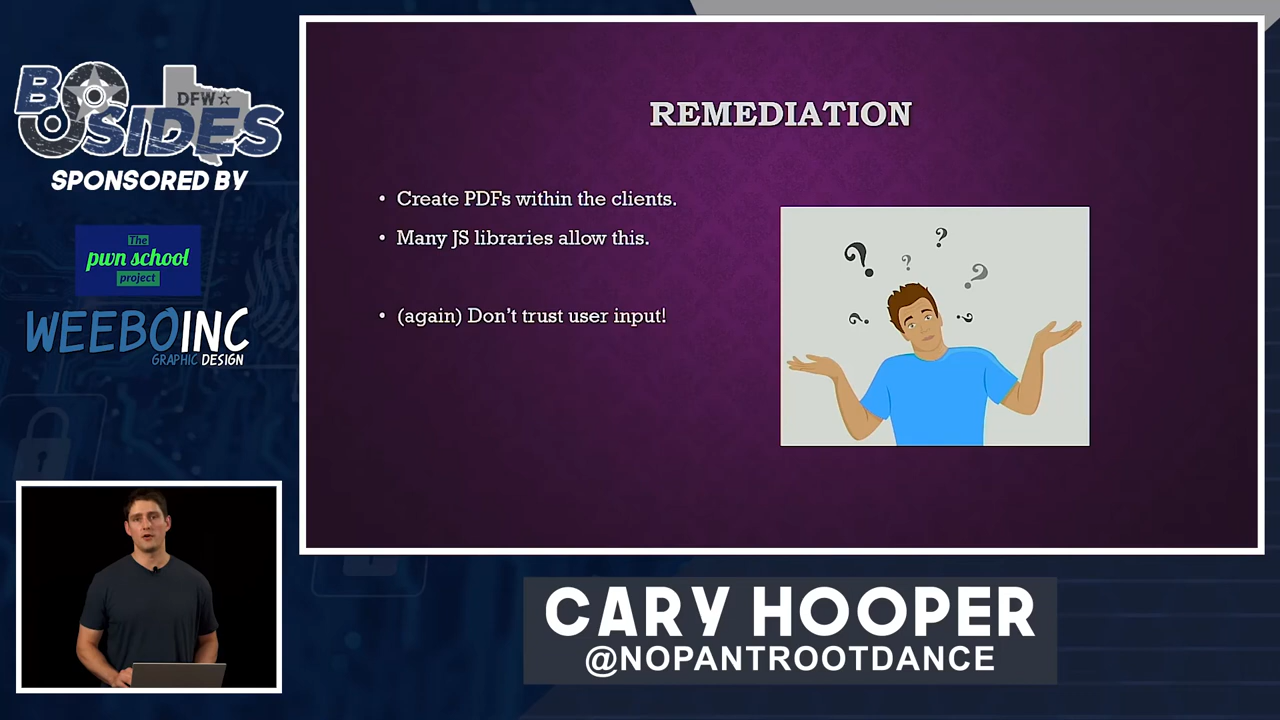 BSIDES
DFW
SPONSORED BY
The
pwn school
project
WEEBOINC
GRAPHIC DESIGN
REMEDIATION
• Create PDFs within the clients.
• Many JS libraries allow this.
• (again) Don't trust user input!
? ? ? ? ? ?
CARY HOOPER
@NOPANTROOTDANCE